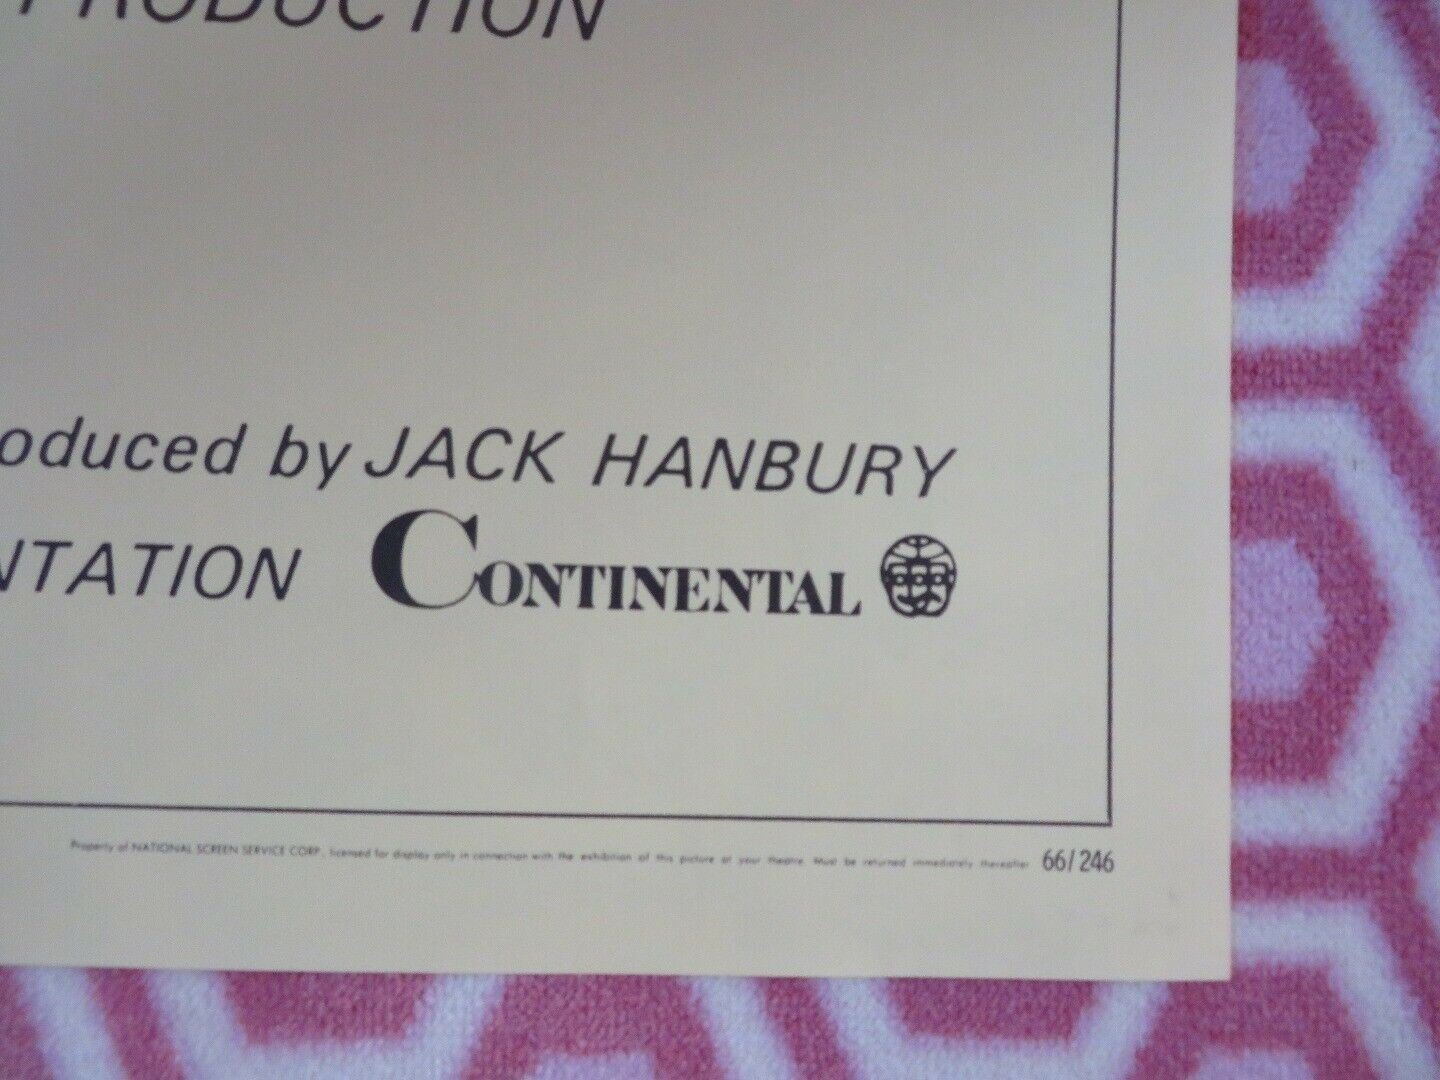 PRODUCTION
oduced by JACK HANBURY
NTATION CONTINENTAL
Property of NATIONAL SCREEN SERVICE CORP., licensed for display only in connection with the exhibition of this picture at your theatre. Must be returned immediately thereafter 66/246